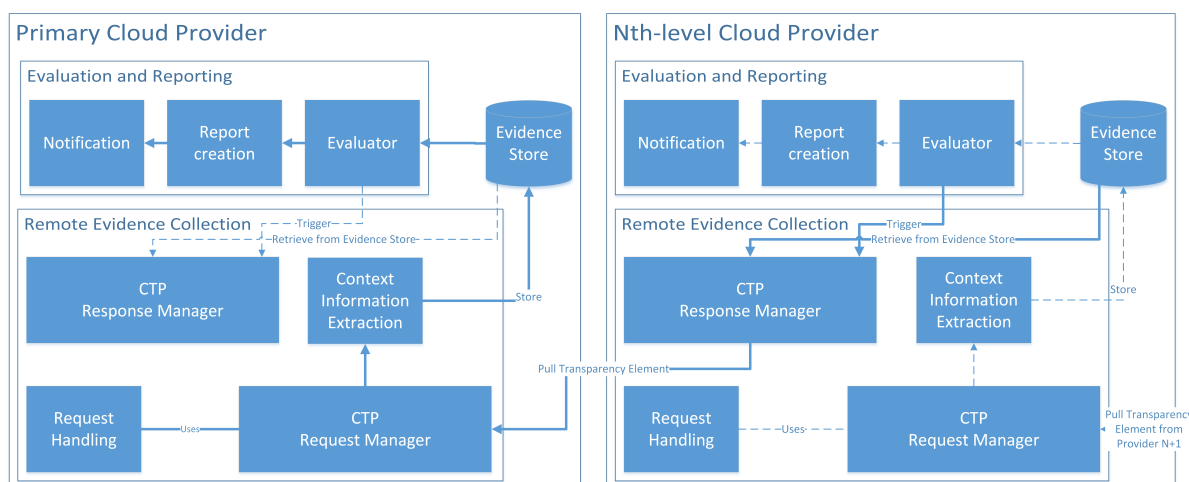 Primary Cloud Provider
Evaluation and Reporting
Notification
Report
creation
Evaluator
Evidence
Store
Remote Evidence Collection
Trigger
Retrieve from Evidence Store
CTP
Response Manager
Context
Information
Extraction
Store
Request
Handling
Uses
CTP
Request Manager
Pull Transparency Element
Nth-level Cloud Provider
Evaluation and Reporting
Notification
Report
creation
Evaluator
Evidence
Store
Remote Evidence Collection
Trigger
Retrieve from Evidence Store
CTP
Response Manager
Context
Information
Extraction
Store
Request
Handling
Uses
CTP
Request Manager
Pull Transparency
Element from
Provider N+1